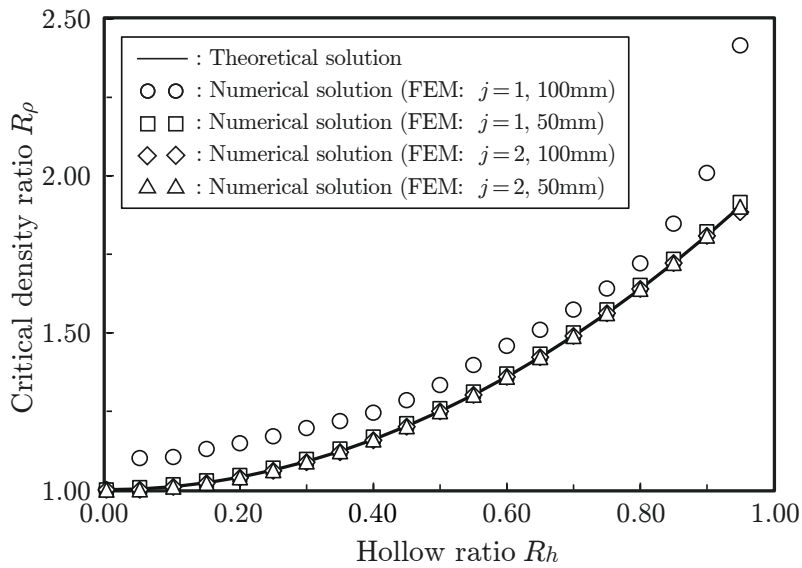 2.50
2.00
1.50
1.00
Critical density ratio Rρ
: Theoretical solution
: Numerical solution (FEM: j=1, 100mm)
: Numerical solution (FEM: j=1, 50mm)
: Numerical solution (FEM: j=2, 100mm)
: Numerical solution (FEM: j=2, 50mm)
0.00 0.20 0.40 0.60 0.80 1.00
Hollow ratio Rh